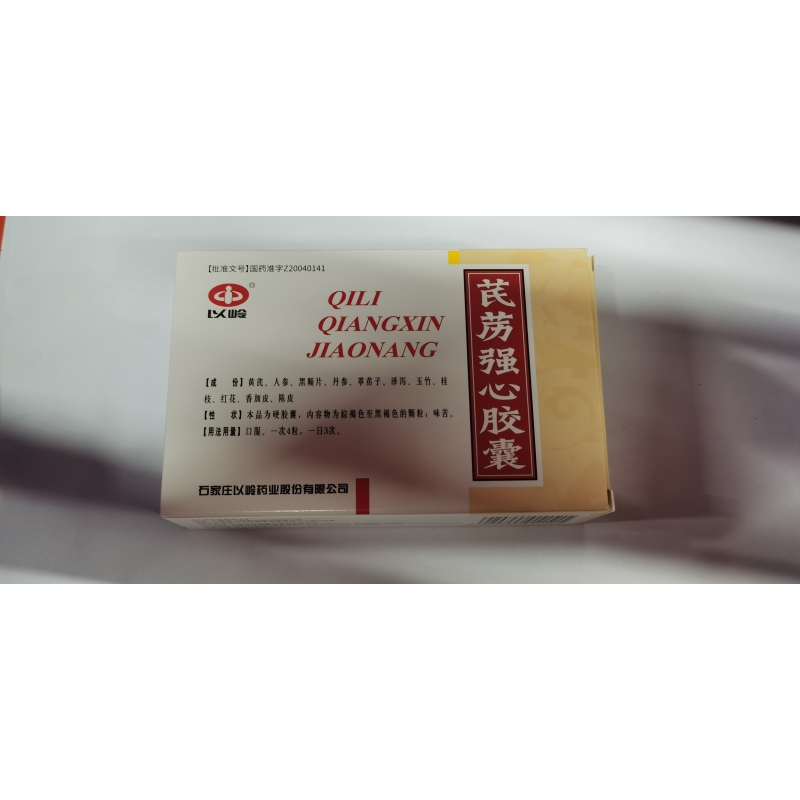 【批准文号】国药准字Z20040141
以岭®
QILI
QIANGXIN
JIAONANG
芪苈强心胶囊
【成 份】黄芪、人参、黑顺片、丹参、葶苈子、泽泻、玉竹、桂
枝、红花、香加皮、陈皮
【性 状】本品为硬胶囊，内容物为棕褐色至黑褐色的颗粒；味苦。
【用法用量】口服。一次4粒，一日3次。
石家庄以岭药业股份有限公司